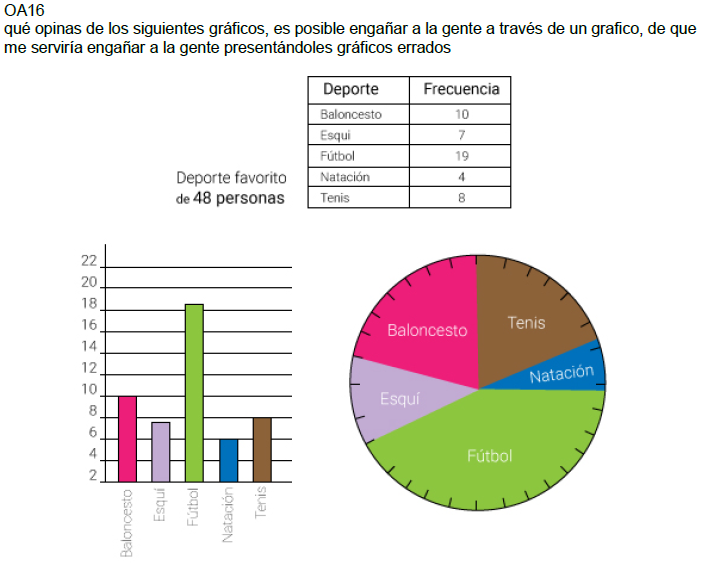 OA16
qué opinas de los siguientes gráficos, es posible engañar a la gente a través de un grafico, de que
me serviría engañar a la gente presentándoles gráficos errados
Deporte Frecuencia
Baloncesto 10
Esqui 7
Fútbol 19
Natación 4
Tenis 8
Deporte favorito
de 48 personas
22
20
18
16
14
12
10
8
6
4
2
Baloncesto
Esquí
Fútbol
Natación
Tenis
Baloncesto
Tenis
Natación
Esquí
Fútbol